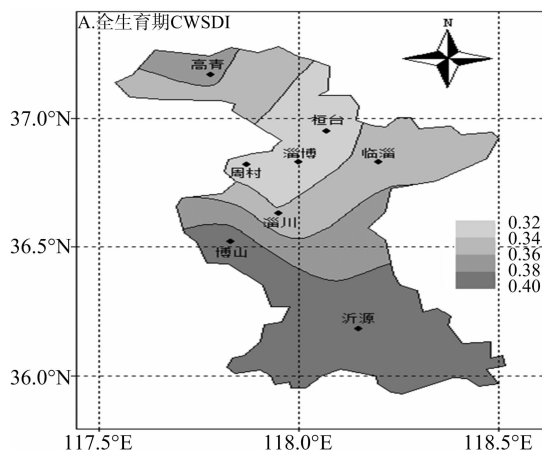 A.全生育期CWSDI
N
高青
37.0°N
桓台
淄博
临淄
周村
淄川
0.32
0.34
36.5°N
博山
0.36
0.38
0.40
沂源
36.0°N
117.5°E
118.0°E
118.5°E